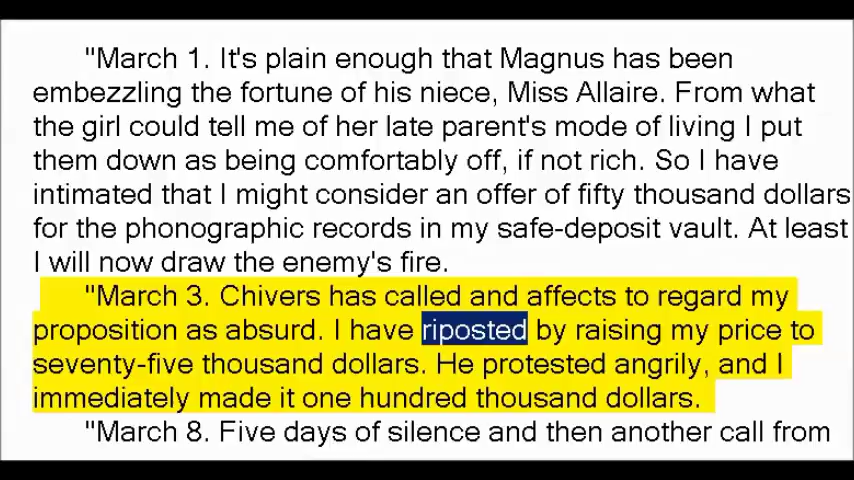 "March 1. It's plain enough that Magnus has been
embezzling the fortune of his niece, Miss Allaire. From what
the girl could tell me of her late parent's mode of living I put
them down as being comfortably off, if not rich. So I have
intimated that I might consider an offer of fifty thousand dollars
for the phonographic records in my safe-deposit vault. At least
I will now draw the enemy's fire.
"March 3. Chivers has called and affects to regard my
proposition as absurd. I have riposted by raising my price to
seventy-five thousand dollars. He protested angrily, and I
immediately made it one hundred thousand dollars.
"March 8. Five days of silence and then another call from